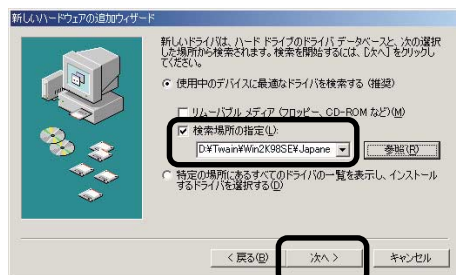 新しいハードウェアの追加ウィザード
新しいドライバは、ハード ドライブのドライバ データベースと、次の選択
した場所から検索されます。検索を開始するには、[次へ] をクリックし
てください。
使用中のデバイスに最適なドライバを検索する (推奨)
リムーバブル メディア (フロッピー、CD-ROM など)(M)
検索場所の指定(L):
D:¥Twain¥Win2K98SE¥Japane
参照(R)
特定の場所にあるすべてのドライバの一覧を表示し、インストール
するドライバを選択する(D)
< 戻る(B)
次へ >
キャンセル